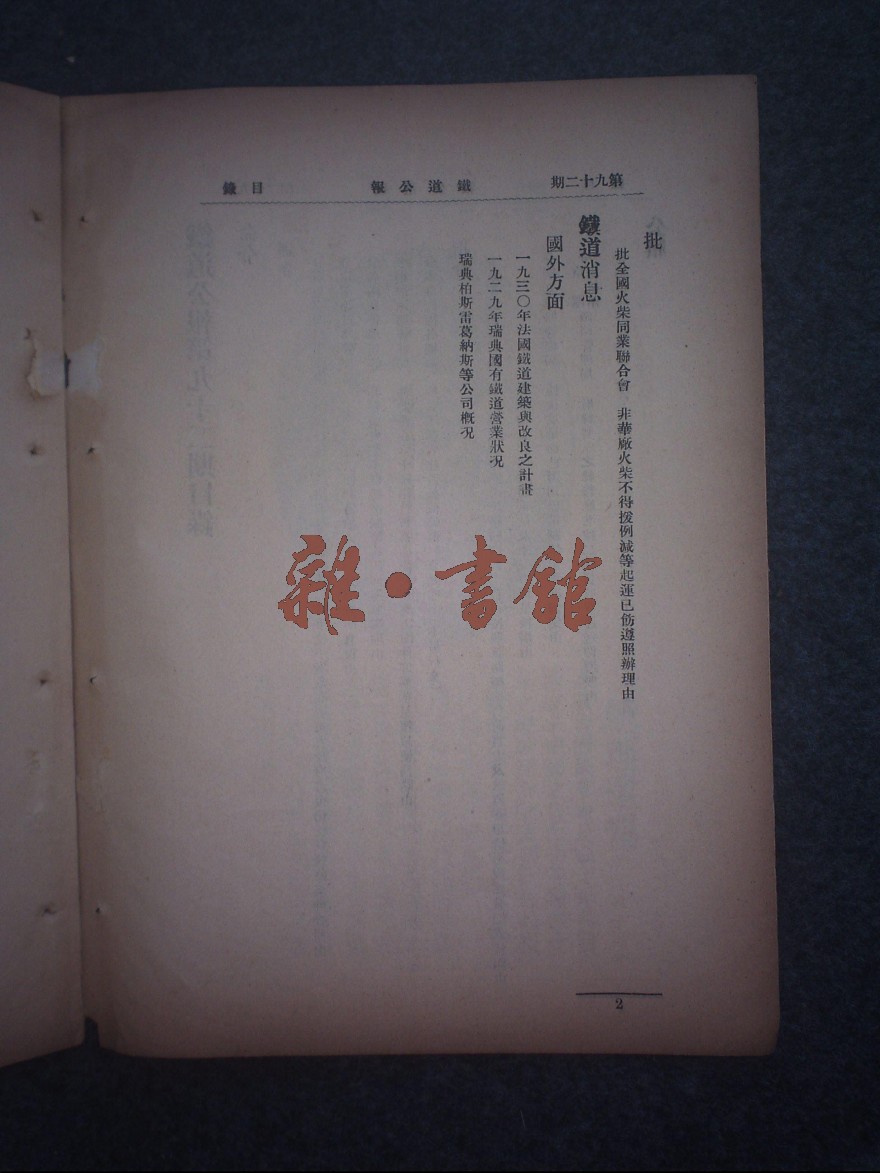 第九十二期
鐵道公報
目錄
批
批全國火柴同業聯合會 非華廠火柴不得援例減等起運已飭遵照辦理由
鐵道消息
國外方面
一九三〇年法國鐵道建築與改良之計畫
一九二九年瑞典國有鐵道營業狀況
瑞典柏斯雷葛納斯等公司概况
2
雜·書館